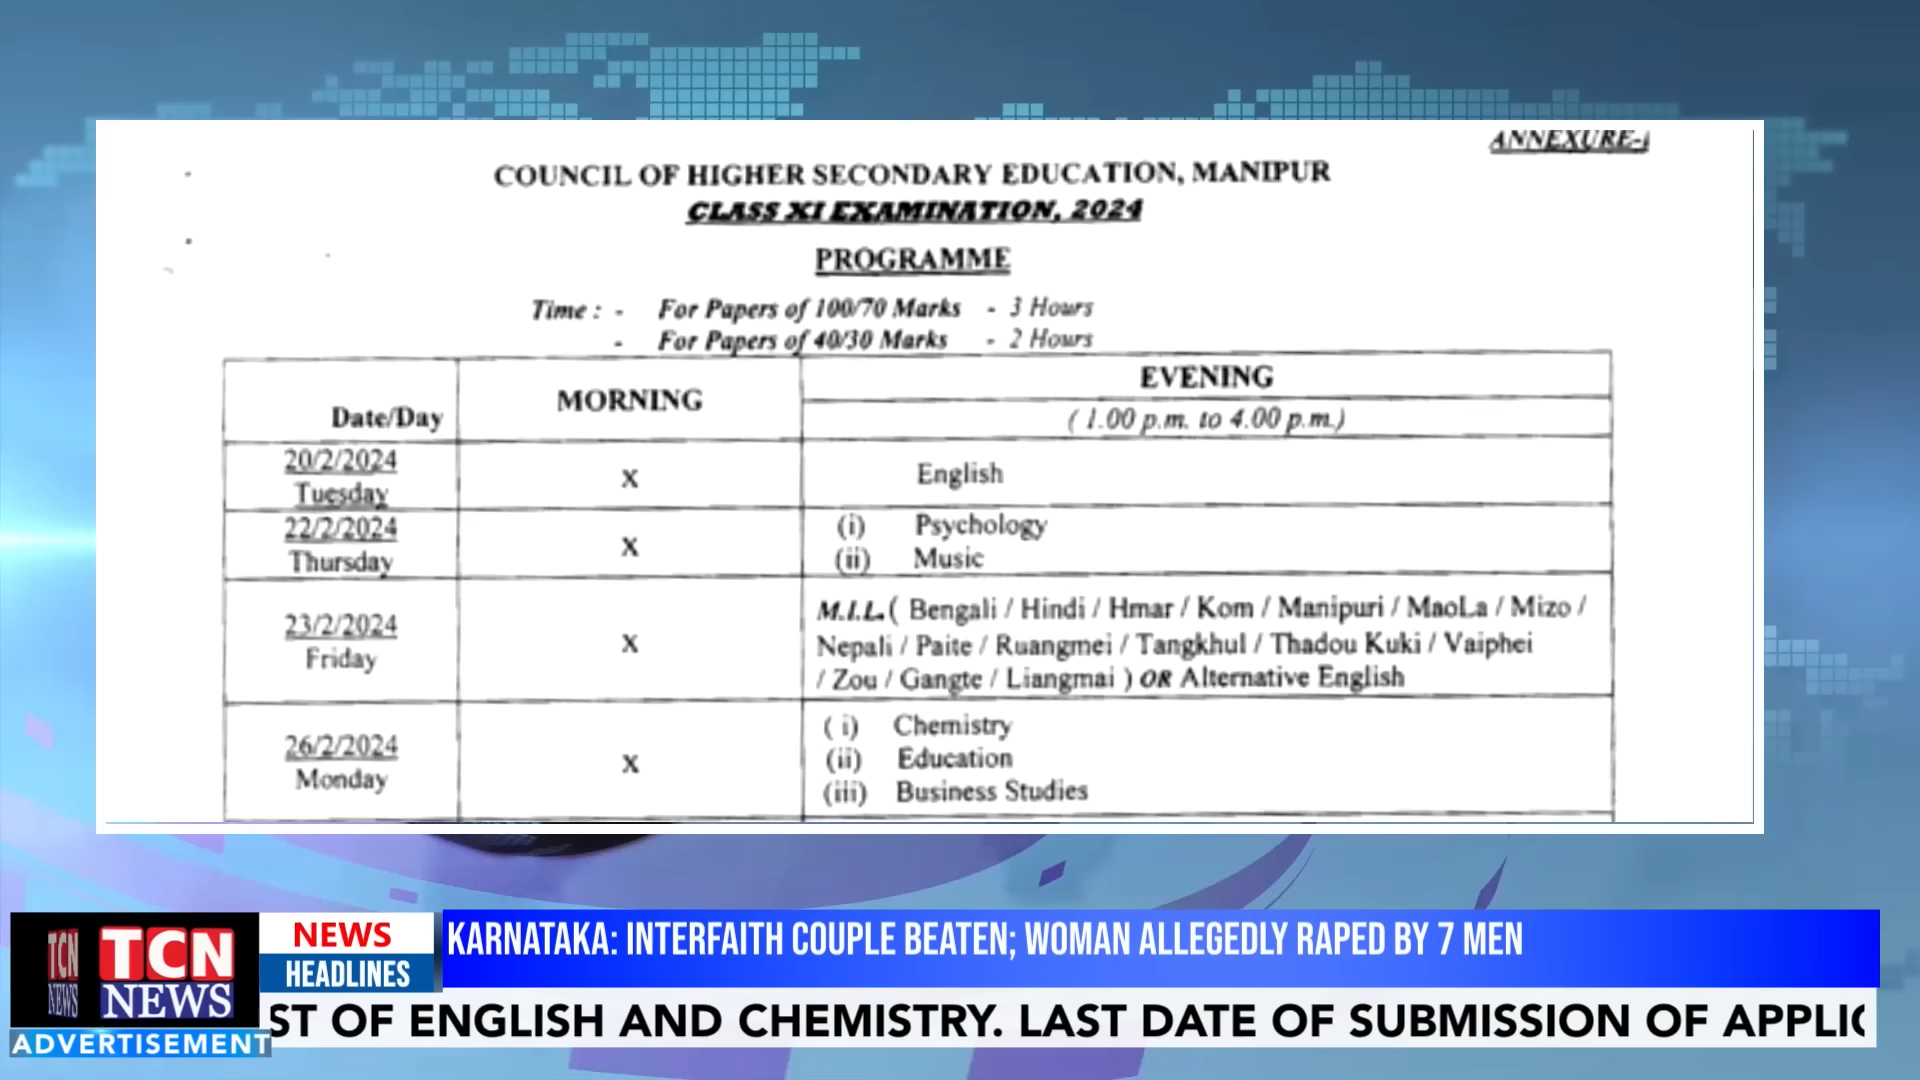 ANNEXURE-I
COUNCIL OF HIGHER SECONDARY EDUCATION, MANIPUR
CLASS XI EXAMINATION, 2024
PROGRAMME
Time : - For Papers of 100/70 Marks - 3 Hours
- For Papers of 40/30 Marks - 2 Hours
Date/Day
MORNING
EVENING
( 1.00 p.m. to 4.00 p.m.)
20/2/2024
Tuesday
X
English
22/2/2024
Thursday
X
(i) Psychology
(ii) Music
23/2/2024
Friday
X
M.I.L. ( Bengali / Hindi / Hmar / Kom / Manipuri / MaoLa / Mizo /
Nepali / Paite / Ruangmei / Tangkhul / Thadou Kuki / Vaiphei
/ Zou / Gangte / Liangmai ) OR Alternative English
26/2/2024
Monday
X
( i) Chemistry
(ii) Education
(iii) Business Studies
TCN
NEWS
TCN
NEWS
NEWS
HEADLINES
KARNATAKA: INTERFAITH COUPLE BEATEN; WOMAN ALLEGEDLY RAPED BY 7 MEN
ST OF ENGLISH AND CHEMISTRY. LAST DATE OF SUBMISSION OF APPLIC
ADVERTISEMENT